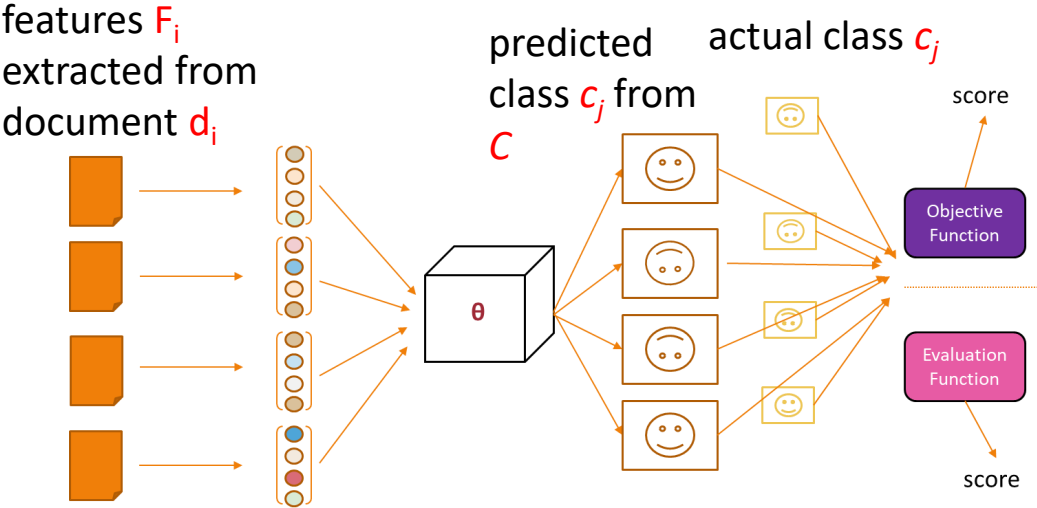 features Fᵢ
extracted from
document dᵢ
predicted
class cⱼ from
C
actual class cⱼ
score
Objective
Function
θ
Evaluation
Function
score